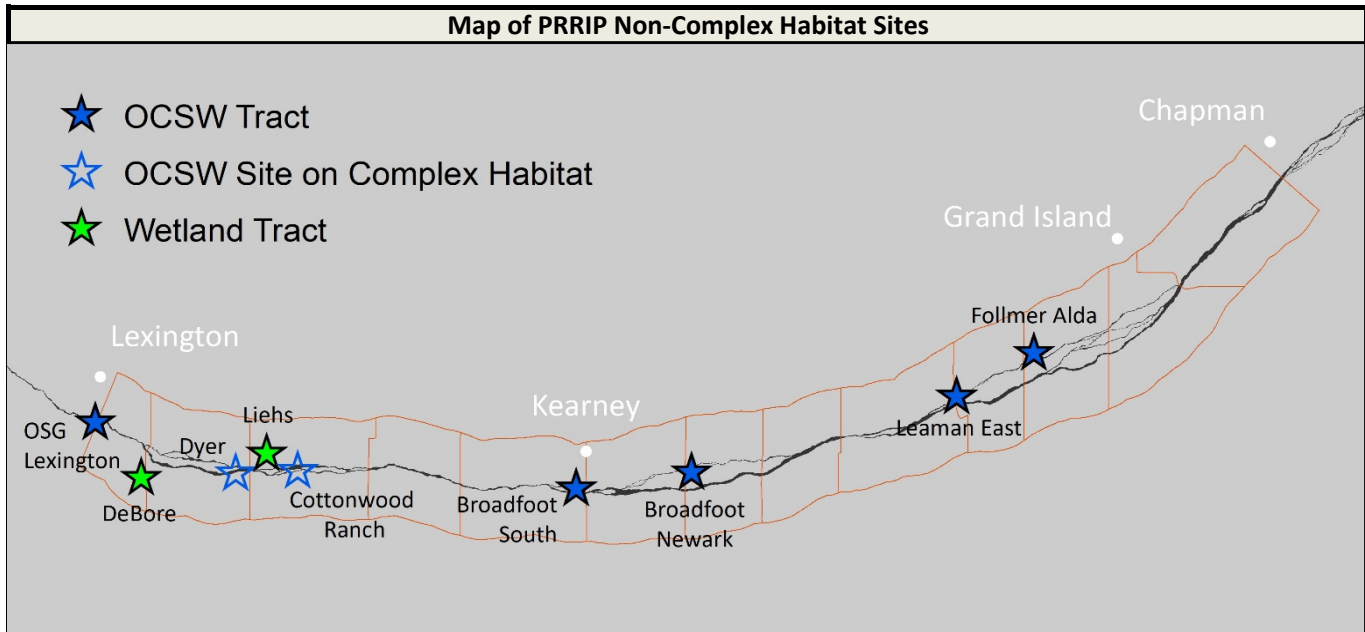 Map of PRRIP Non-Complex Habitat Sites
OCSW Tract
OCSW Site on Complex Habitat
Wetland Tract
Chapman
Grand Island
Follmer Alda
Lexington
Liehs
Kearney
Leaman East
OSG
Lexington
Dyer
DeBore
Cottonwood
Ranch
Broadfoot
South
Broadfoot
Newark